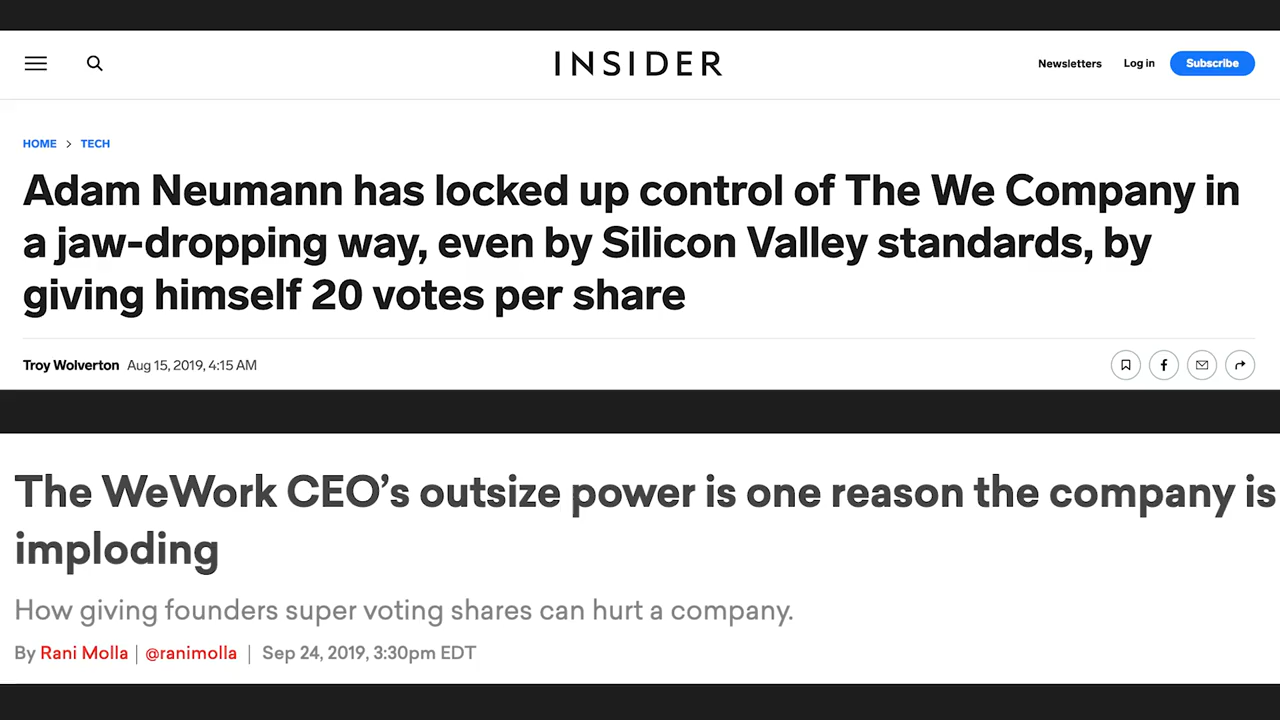 INSIDER
Newsletters
Log in
Subscribe
HOME > TECH
Adam Neumann has locked up control of The We Company in
a jaw-dropping way, even by Silicon Valley standards, by
giving himself 20 votes per share
Troy Wolverton Aug 15, 2019, 4:15 AM
The WeWork CEO’s outsize power is one reason the company is
imploding
How giving founders super voting shares can hurt a company.
By Rani Molla | @ranimolla | Sep 24, 2019, 3:30pm EDT